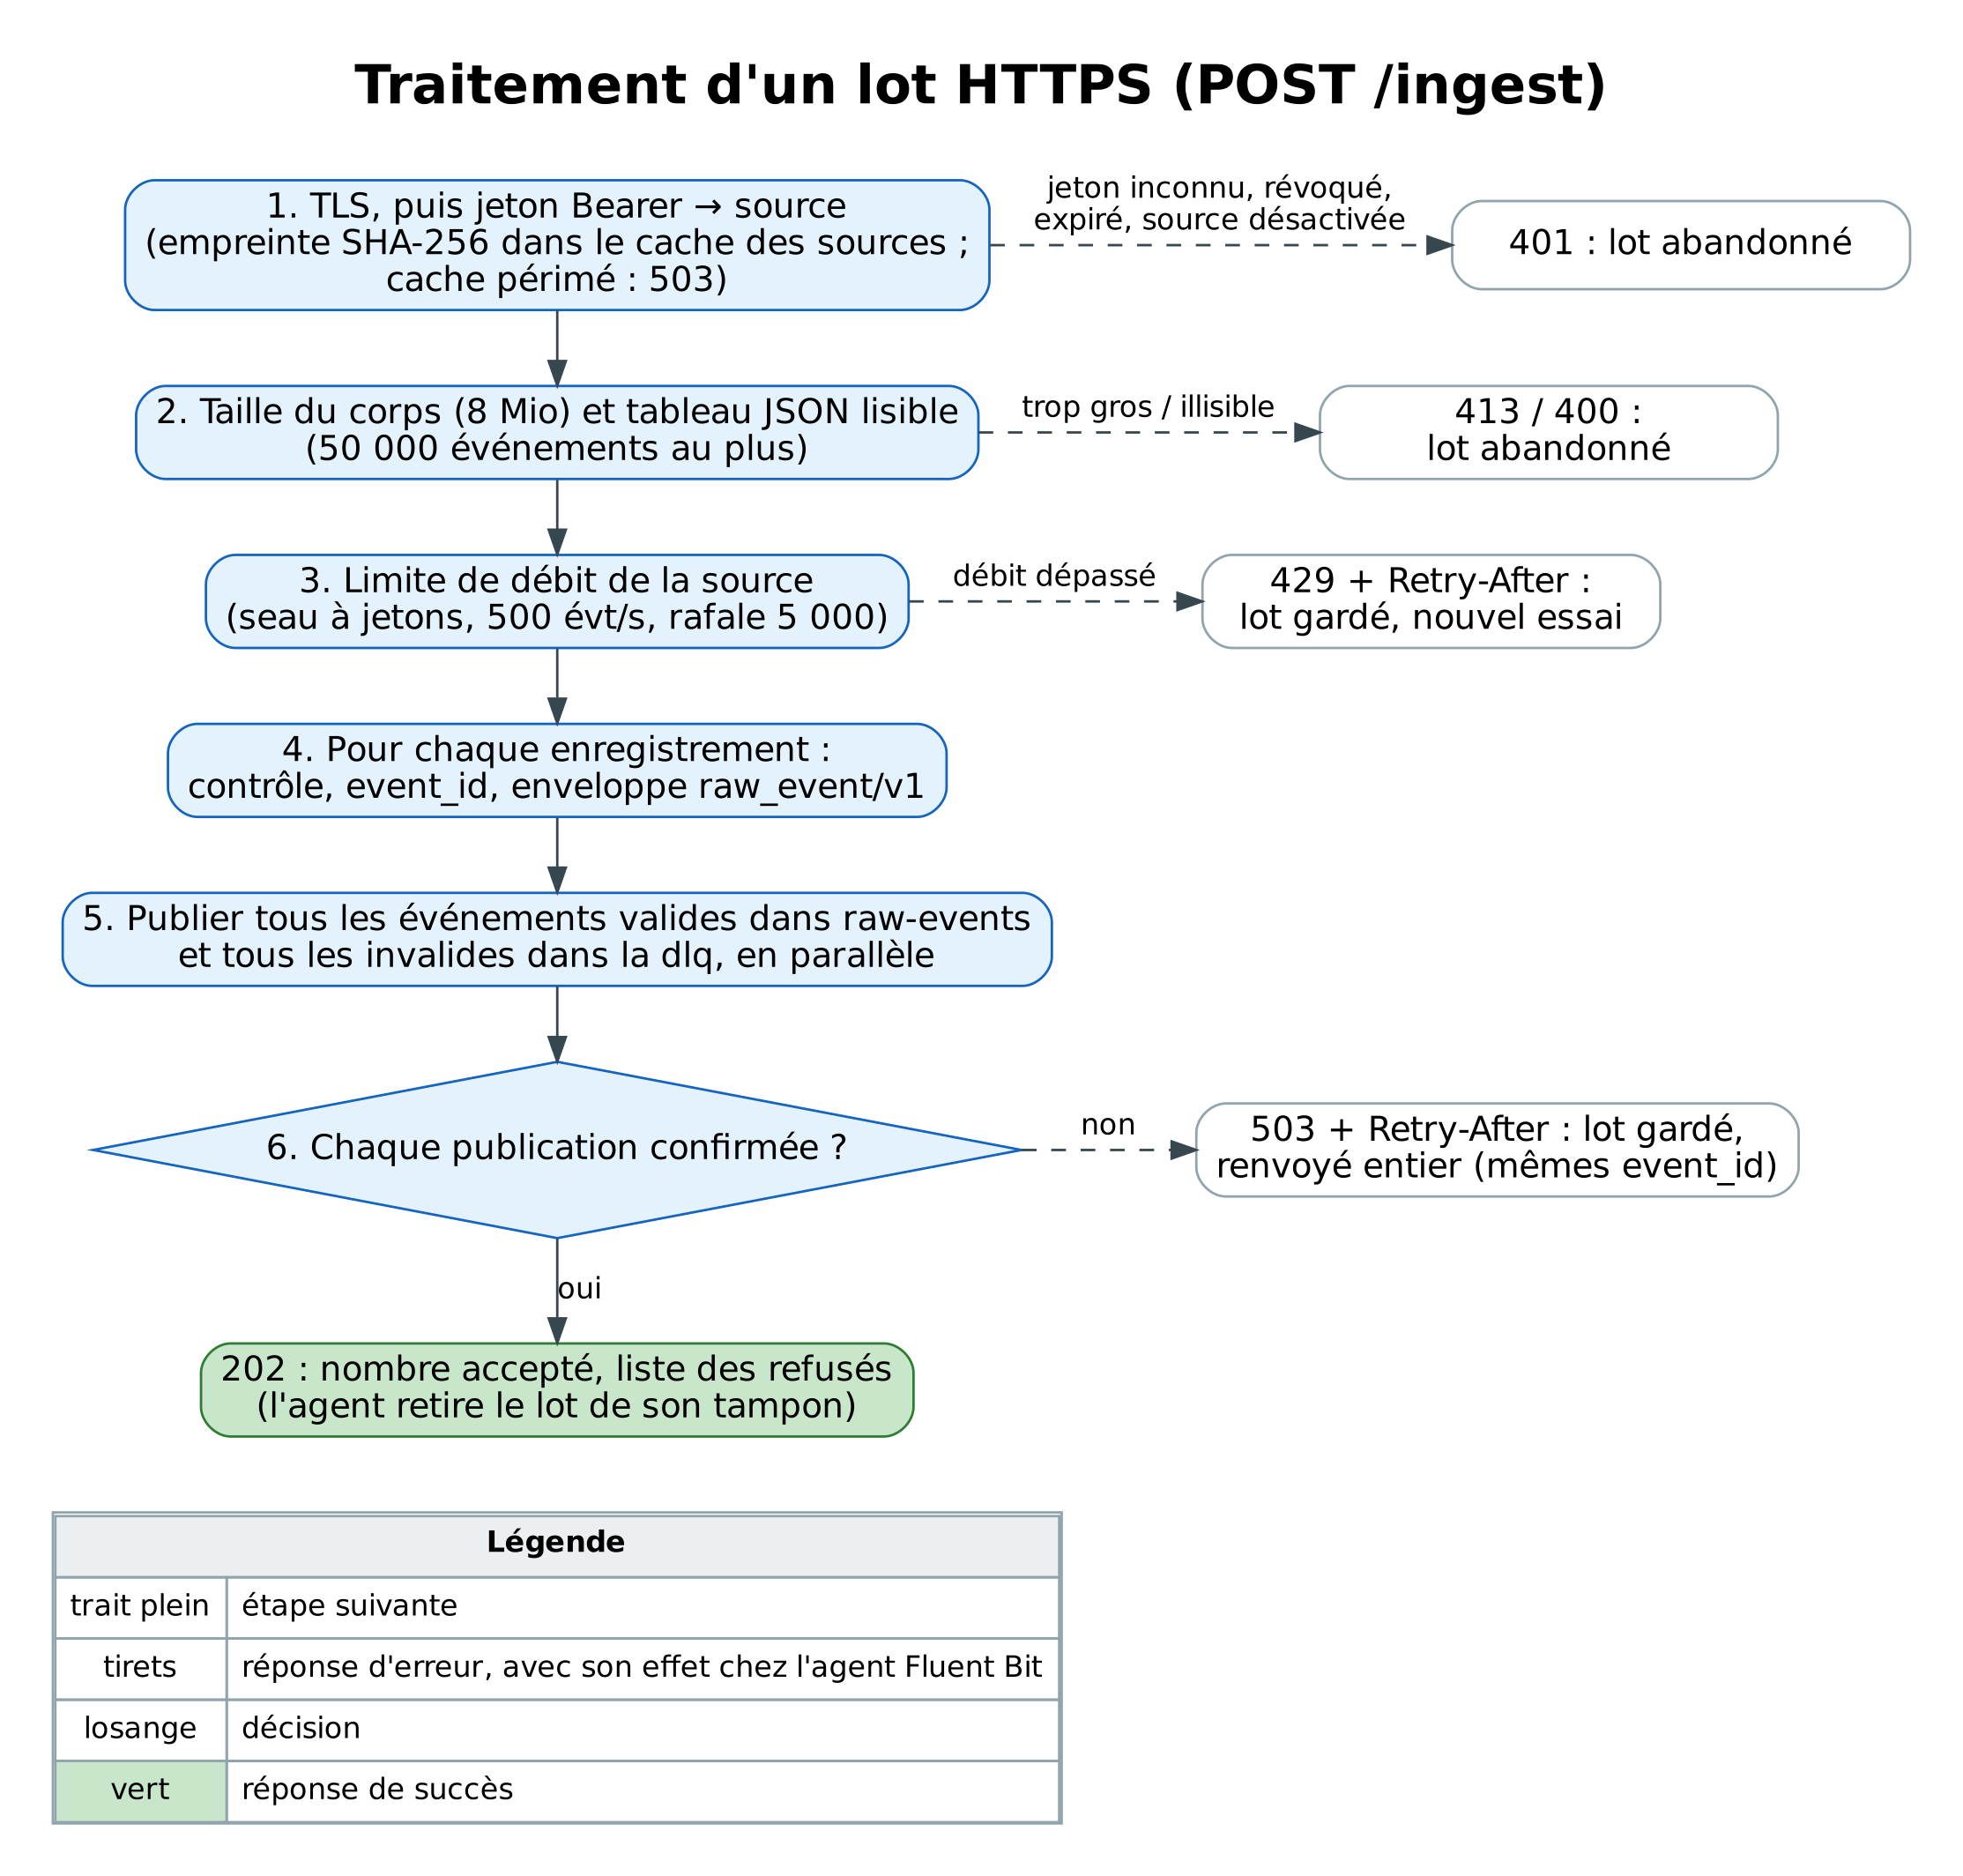 Traitement d'un lot HTTPS (POST /ingest)
1. TLS, puis jeton Bearer → source
(empreinte SHA-256 dans le cache des sources ;
cache périmé : 503)
jeton inconnu, révoqué,
expiré, source désactivée
401 : lot abandonné
2. Taille du corps (8 Mio) et tableau JSON lisible
(50 000 événements au plus)
trop gros / illisible
413 / 400 :
lot abandonné
3. Limite de débit de la source
(seau à jetons, 500 évt/s, rafale 5 000)
débit dépassé
429 + Retry-After :
lot gardé, nouvel essai
4. Pour chaque enregistrement :
contrôle, event_id, enveloppe raw_event/v1
5. Publier tous les événements valides dans raw-events
et tous les invalides dans la dlq, en parallèle
6. Chaque publication confirmée ?
non
503 + Retry-After : lot gardé,
renvoyé entier (mêmes event_id)
oui
202 : nombre accepté, liste des refusés
(l'agent retire le lot de son tampon)
Légende
trait plein étape suivante
tirets réponse d'erreur, avec son effet chez l'agent Fluent Bit
losange décision
vert réponse de succès